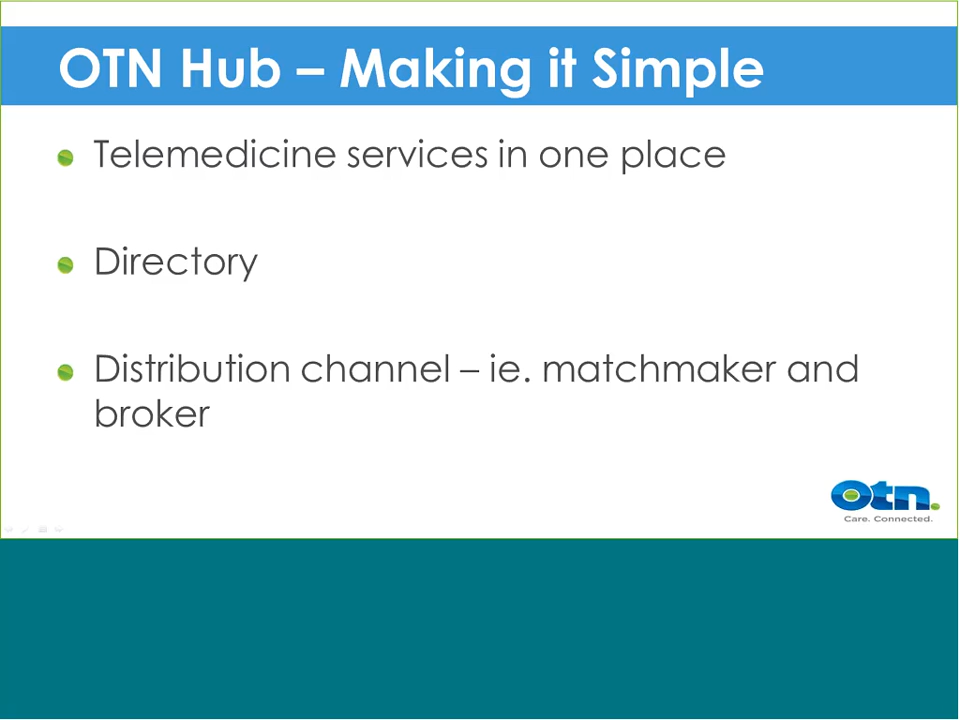 OTN Hub – Making it Simple
Telemedicine services in one place
Directory
Distribution channel – ie. matchmaker and
broker
otn.
Care. Connected.